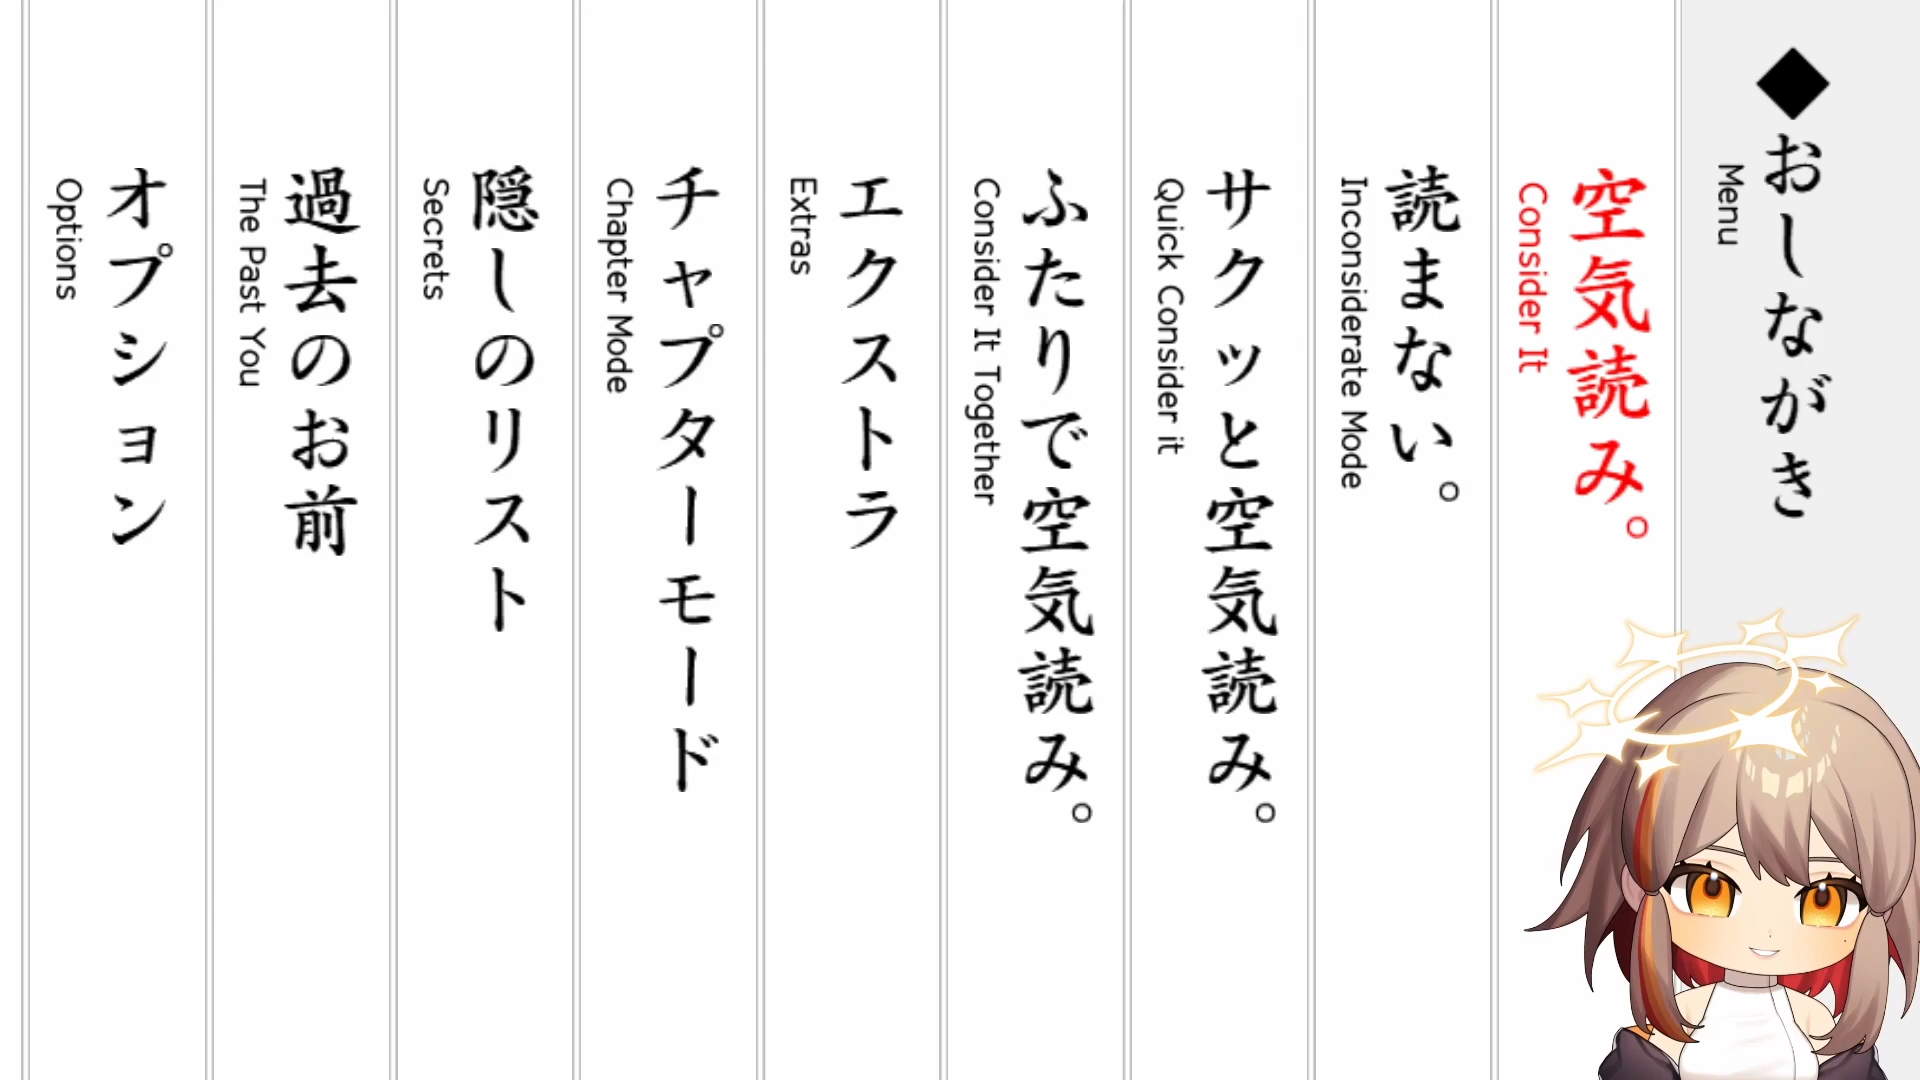 ◆おしながき
Menu
空気読み。
Consider It
読まない。
Inconsiderate Mode
サクッと空気読み。
Quick Consider it
ふたりで空気読み。
Consider It Together
エクストラ
Extras
チャプターモード
Chapter Mode
隠しのリスト
Secrets
過去のお前
The Past You
オプション
Options